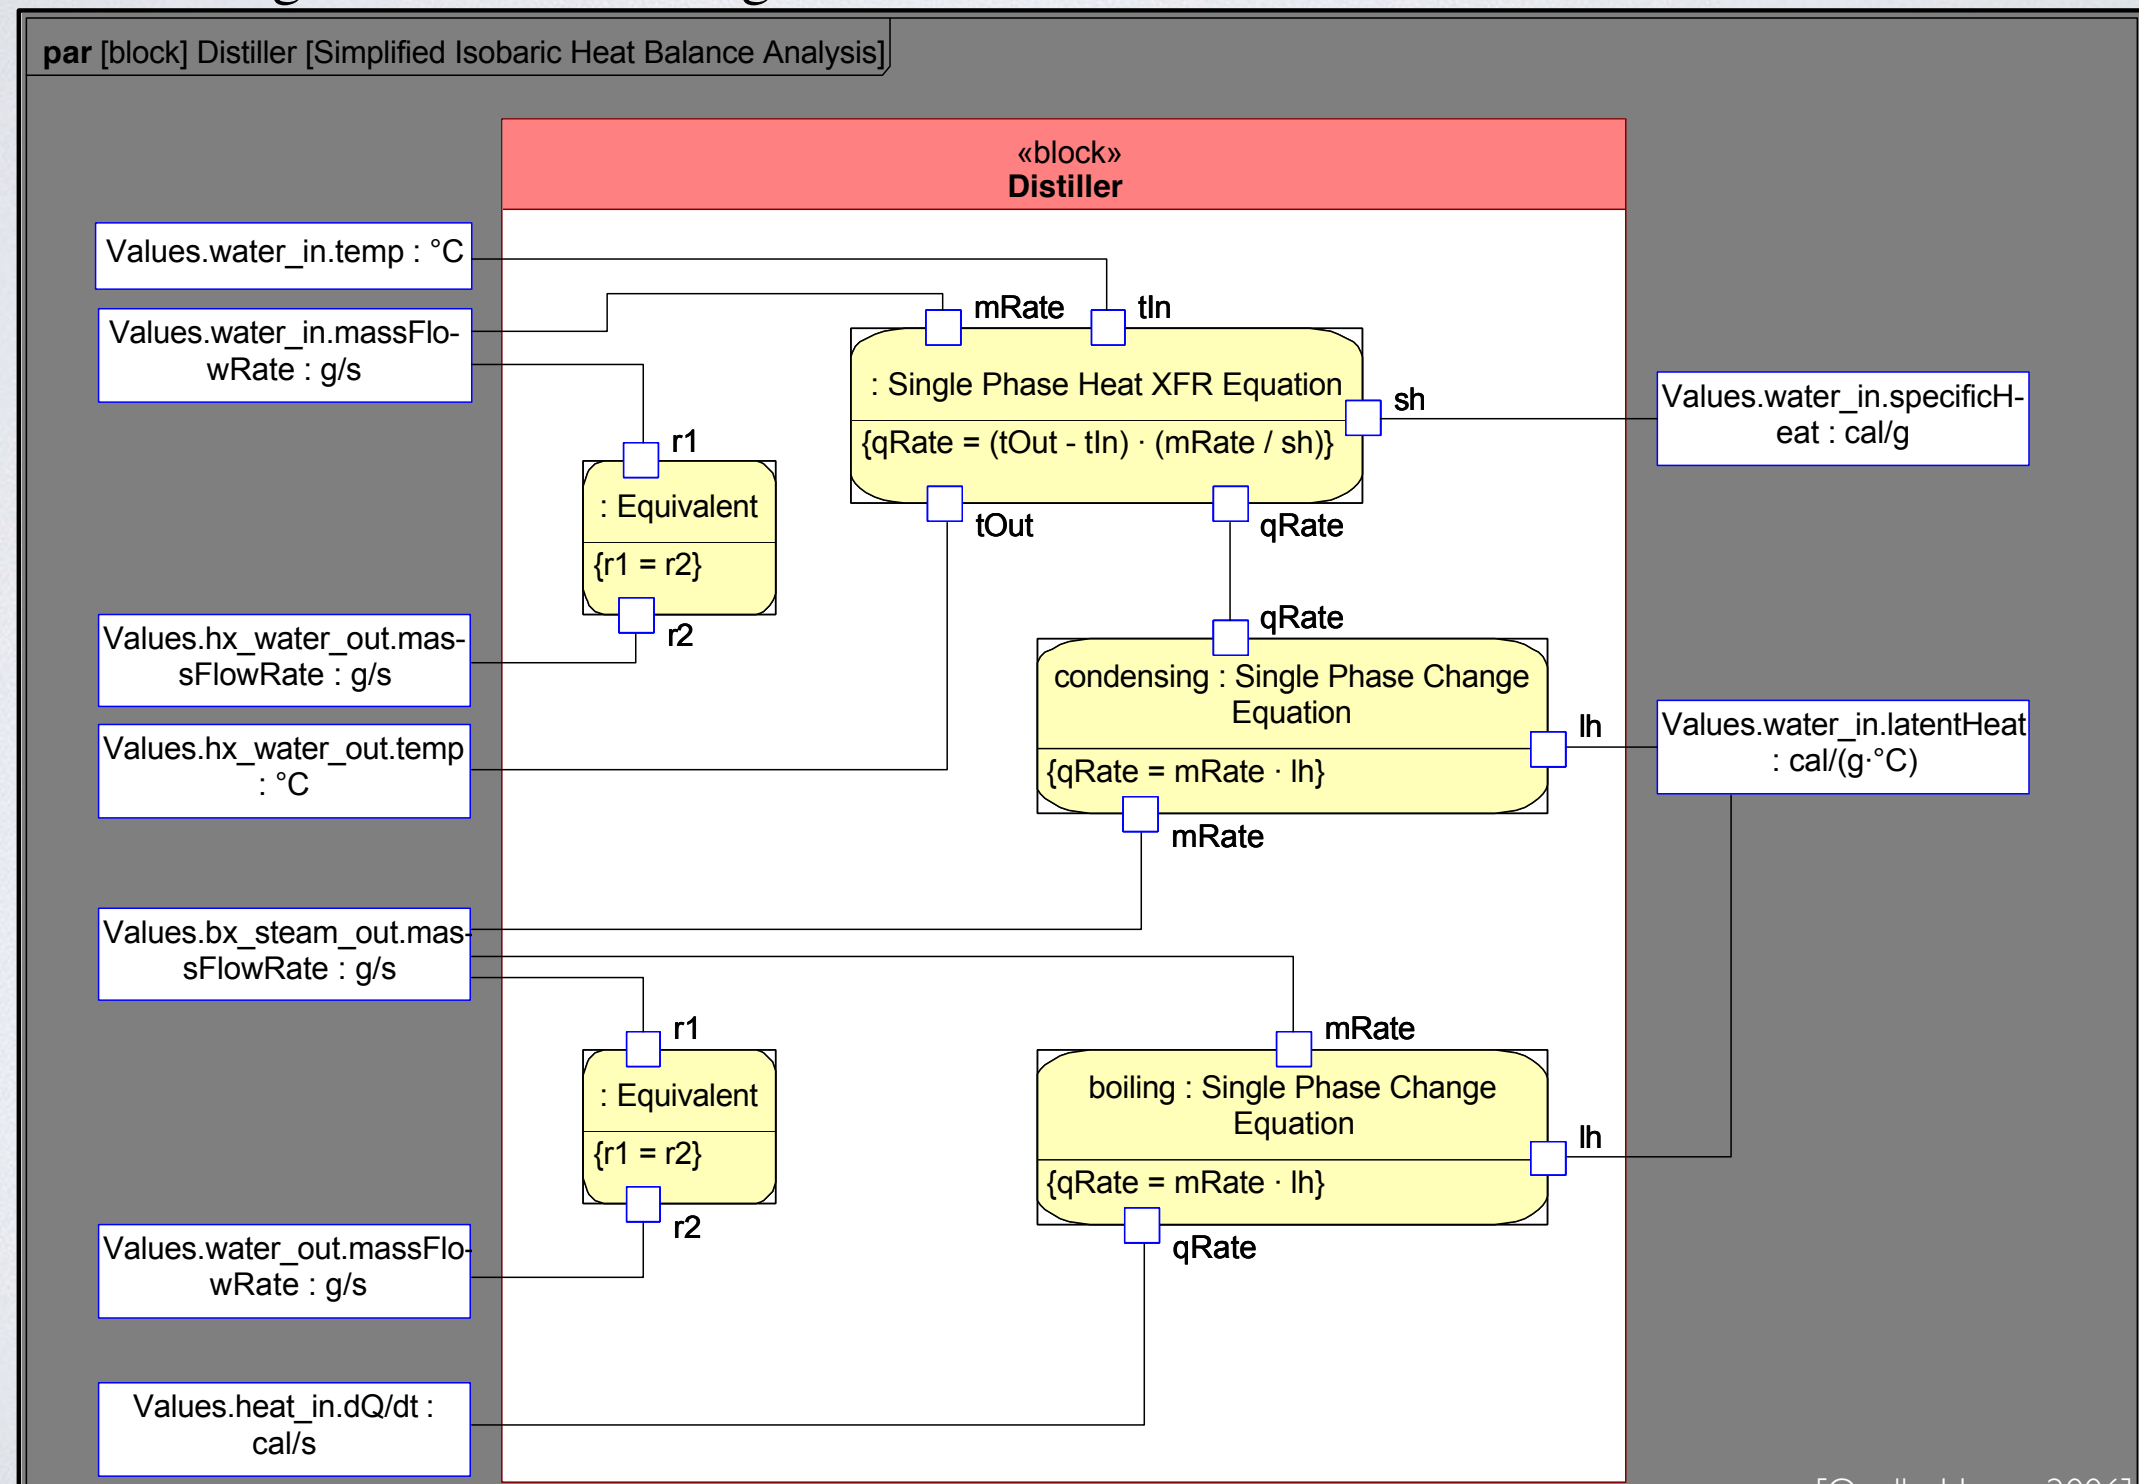 par [block] Distiller [Simplified Isobaric Heat Balance Analysis]
«block»
Distiller
Values.water_in.temp : °C
Values.water_in.massFlo-
wRate : g/s
mRate
tIn
: Single Phase Heat XFR Equation
{qRate = (tOut - tIn) · (mRate / sh)}
sh
Values.water_in.specificH-
eat : cal/g
r1
: Equivalent
{r1 = r2}
r2
tOut
qRate
Values.hx_water_out.mas-
sFlowRate : g/s
Values.hx_water_out.temp
: °C
qRate
condensing : Single Phase Change
Equation
{qRate = mRate · lh}
lh
mRate
Values.water_in.latentHeat
: cal/(g·°C)
Values.bx_steam_out.mas-
sFlowRate : g/s
r1
: Equivalent
{r1 = r2}
r2
mRate
boiling : Single Phase Change
Equation
{qRate = mRate · lh}
lh
qRate
Values.water_out.massFlo-
wRate : g/s
Values.heat_in.dQ/dt :
cal/s